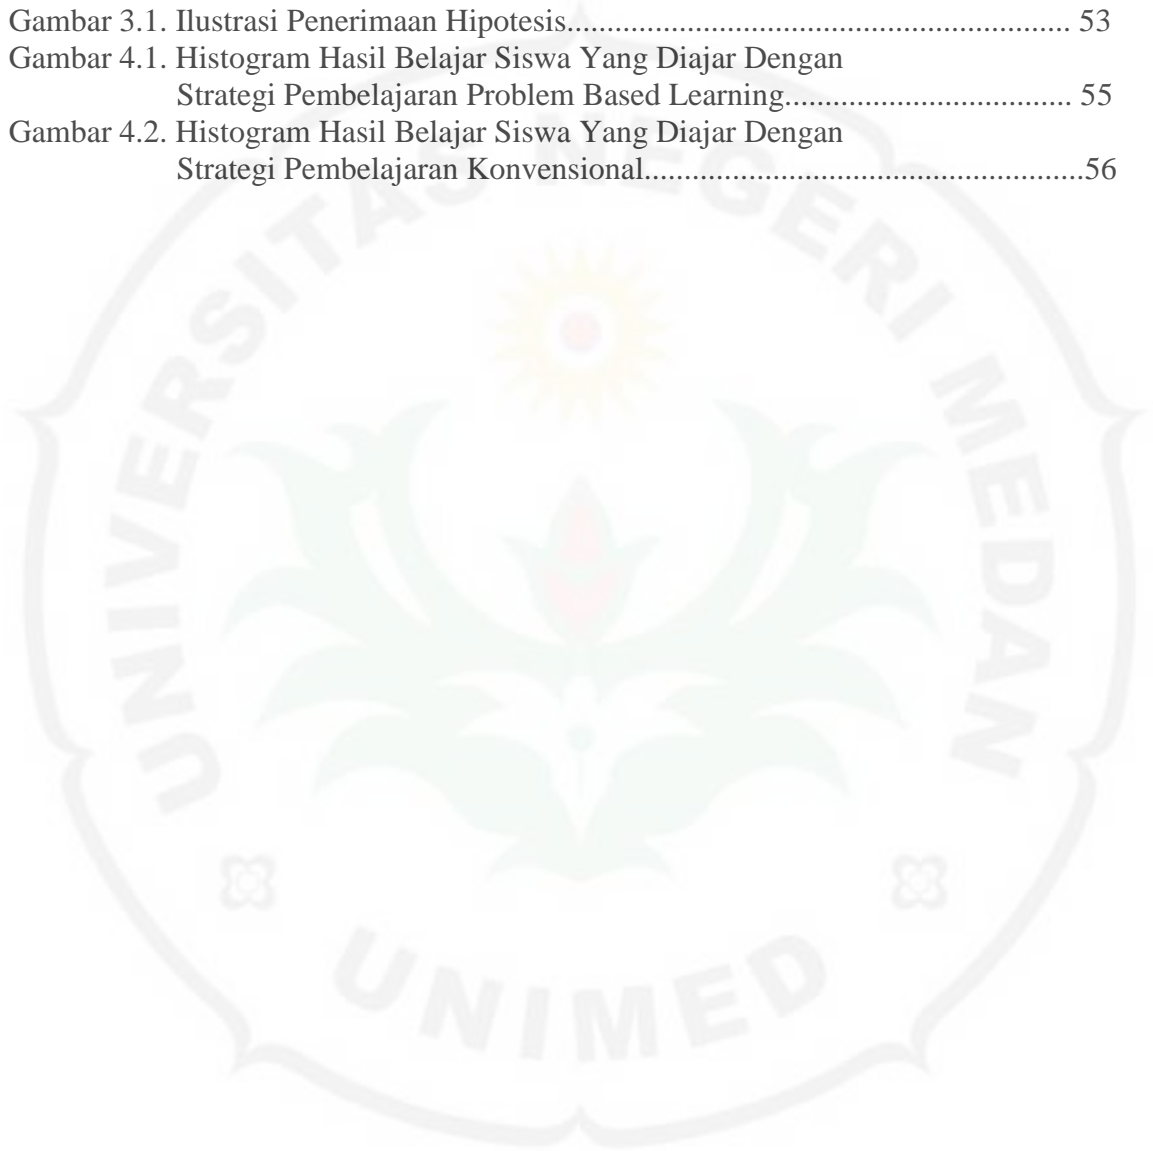 Gambar 3.1. Ilustrasi Penerimaan Hipotesis.............................................................. 53
Gambar 4.1. Histogram Hasil Belajar Siswa Yang Diajar Dengan
Strategi Pembelajaran Problem Based Learning.................................... 55
Gambar 4.2. Histogram Hasil Belajar Siswa Yang Diajar Dengan
Strategi Pembelajaran Konvensional......................................................56
UNIVERSITAS NEGERI MEDAN
UNIMED